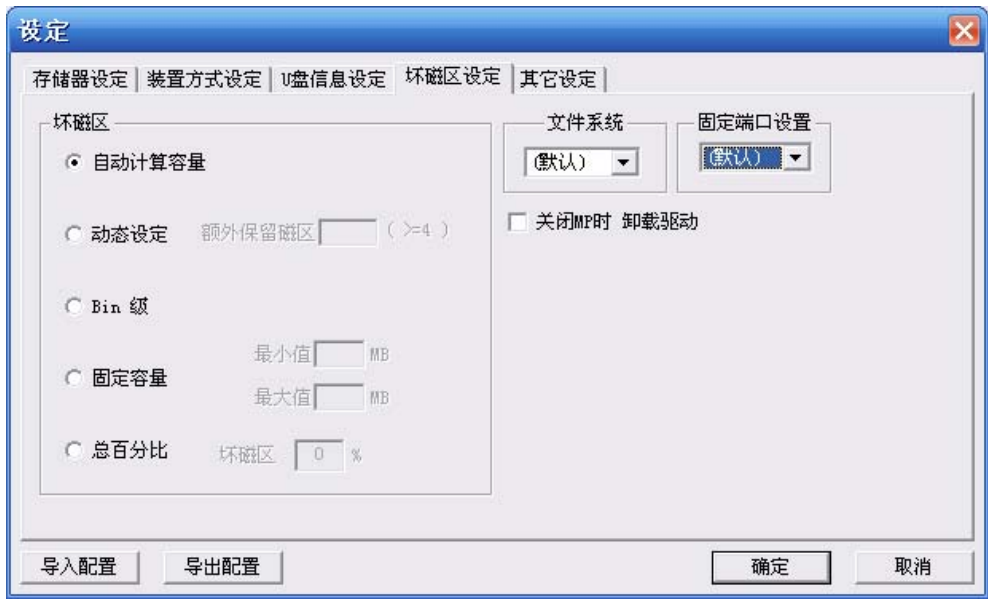 设定
存储器设定 装置方式设定 U盘信息设定 坏磁区设定 其它设定
坏磁区
自动计算容量
动态设定 额外保留磁区 ( >=4 )
Bin 级
固定容量
最小值 MB
最大值 MB
总百分比 坏磁区 0 %
文件系统
(默认)
固定端口设置
(默认)
关闭MP时 卸载驱动
导入配置 导出配置 确定 取消